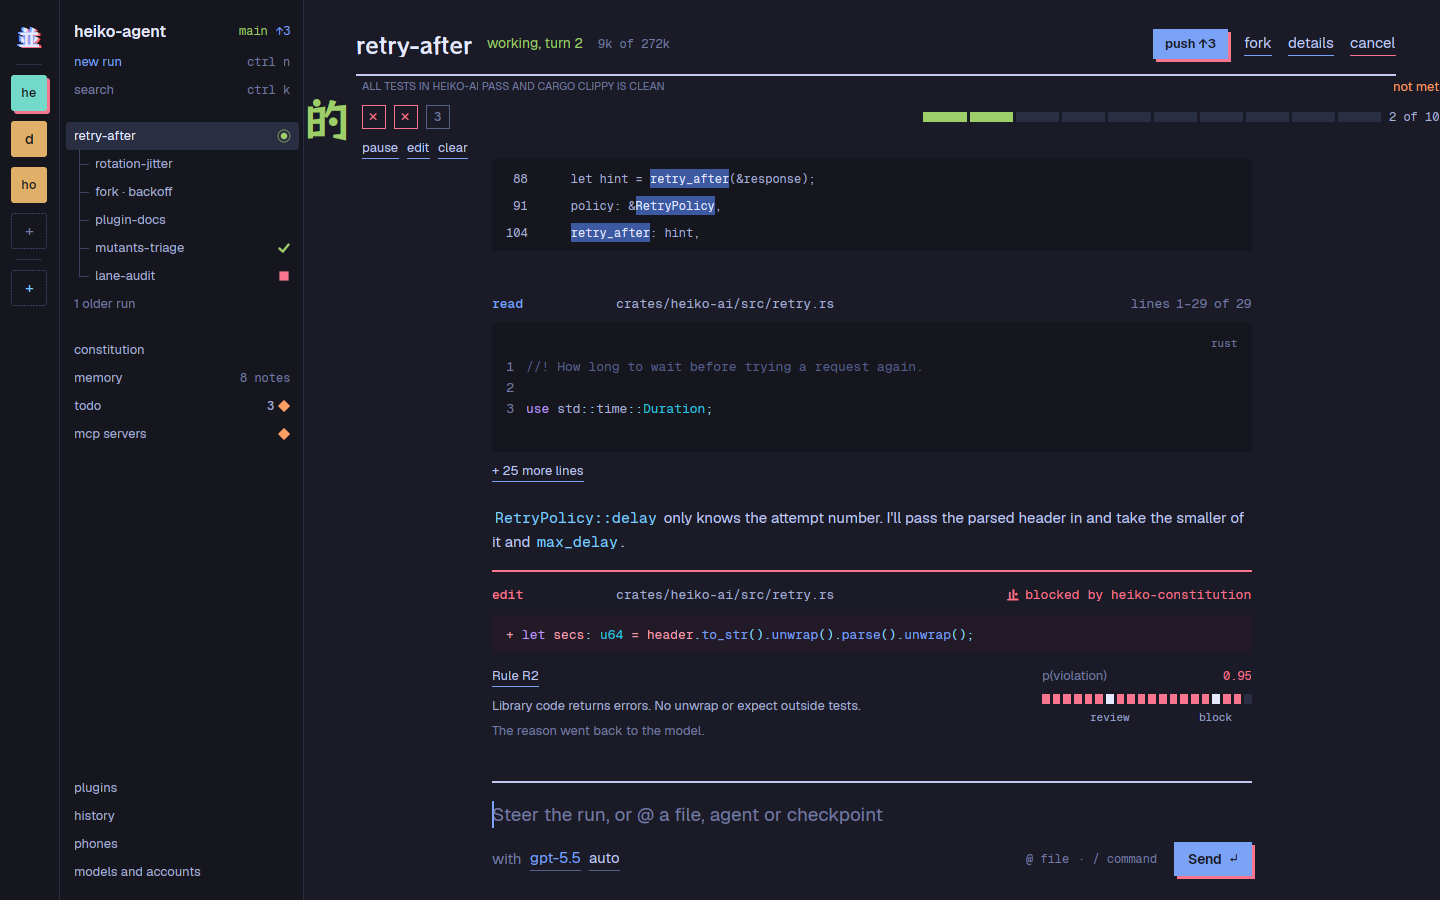 heiko-agent main ↑3
new run ctrl n
search ctrl k
he
d
ho
+
+
retry-after
rotation-jitter
fork · backoff
plugin-docs
mutants-triage
lane-audit
1 older run
constitution
memory 8 notes
todo 3
mcp servers
plugins
history
phones
models and accounts
retry-after working, turn 2 9k of 272k
push ↑3 fork details cancel
的
ALL TESTS IN HEIKO-AI PASS AND CARGO CLIPPY IS CLEAN not met
× × 3 2 of 10
pause edit clear
88 let hint = retry_after(&response);
91 policy: &RetryPolicy,
104 retry_after: hint,
read crates/heiko-ai/src/retry.rs lines 1–29 of 29
rust
1 //! How long to wait before trying a request again.
2
3 use std::time::Duration;
+ 25 more lines
RetryPolicy::delay only knows the attempt number. I'll pass the parsed header in and take the smaller of
it and max_delay.
edit crates/heiko-ai/src/retry.rs blocked by heiko-constitution
+ let secs: u64 = header.to_str().unwrap().parse().unwrap();
Rule R2 p(violation) 0.95
Library code returns errors. No unwrap or expect outside tests.
review block
The reason went back to the model.
Steer the run, or @ a file, agent or checkpoint
with gpt-5.5 auto @ file · / command Send ↵